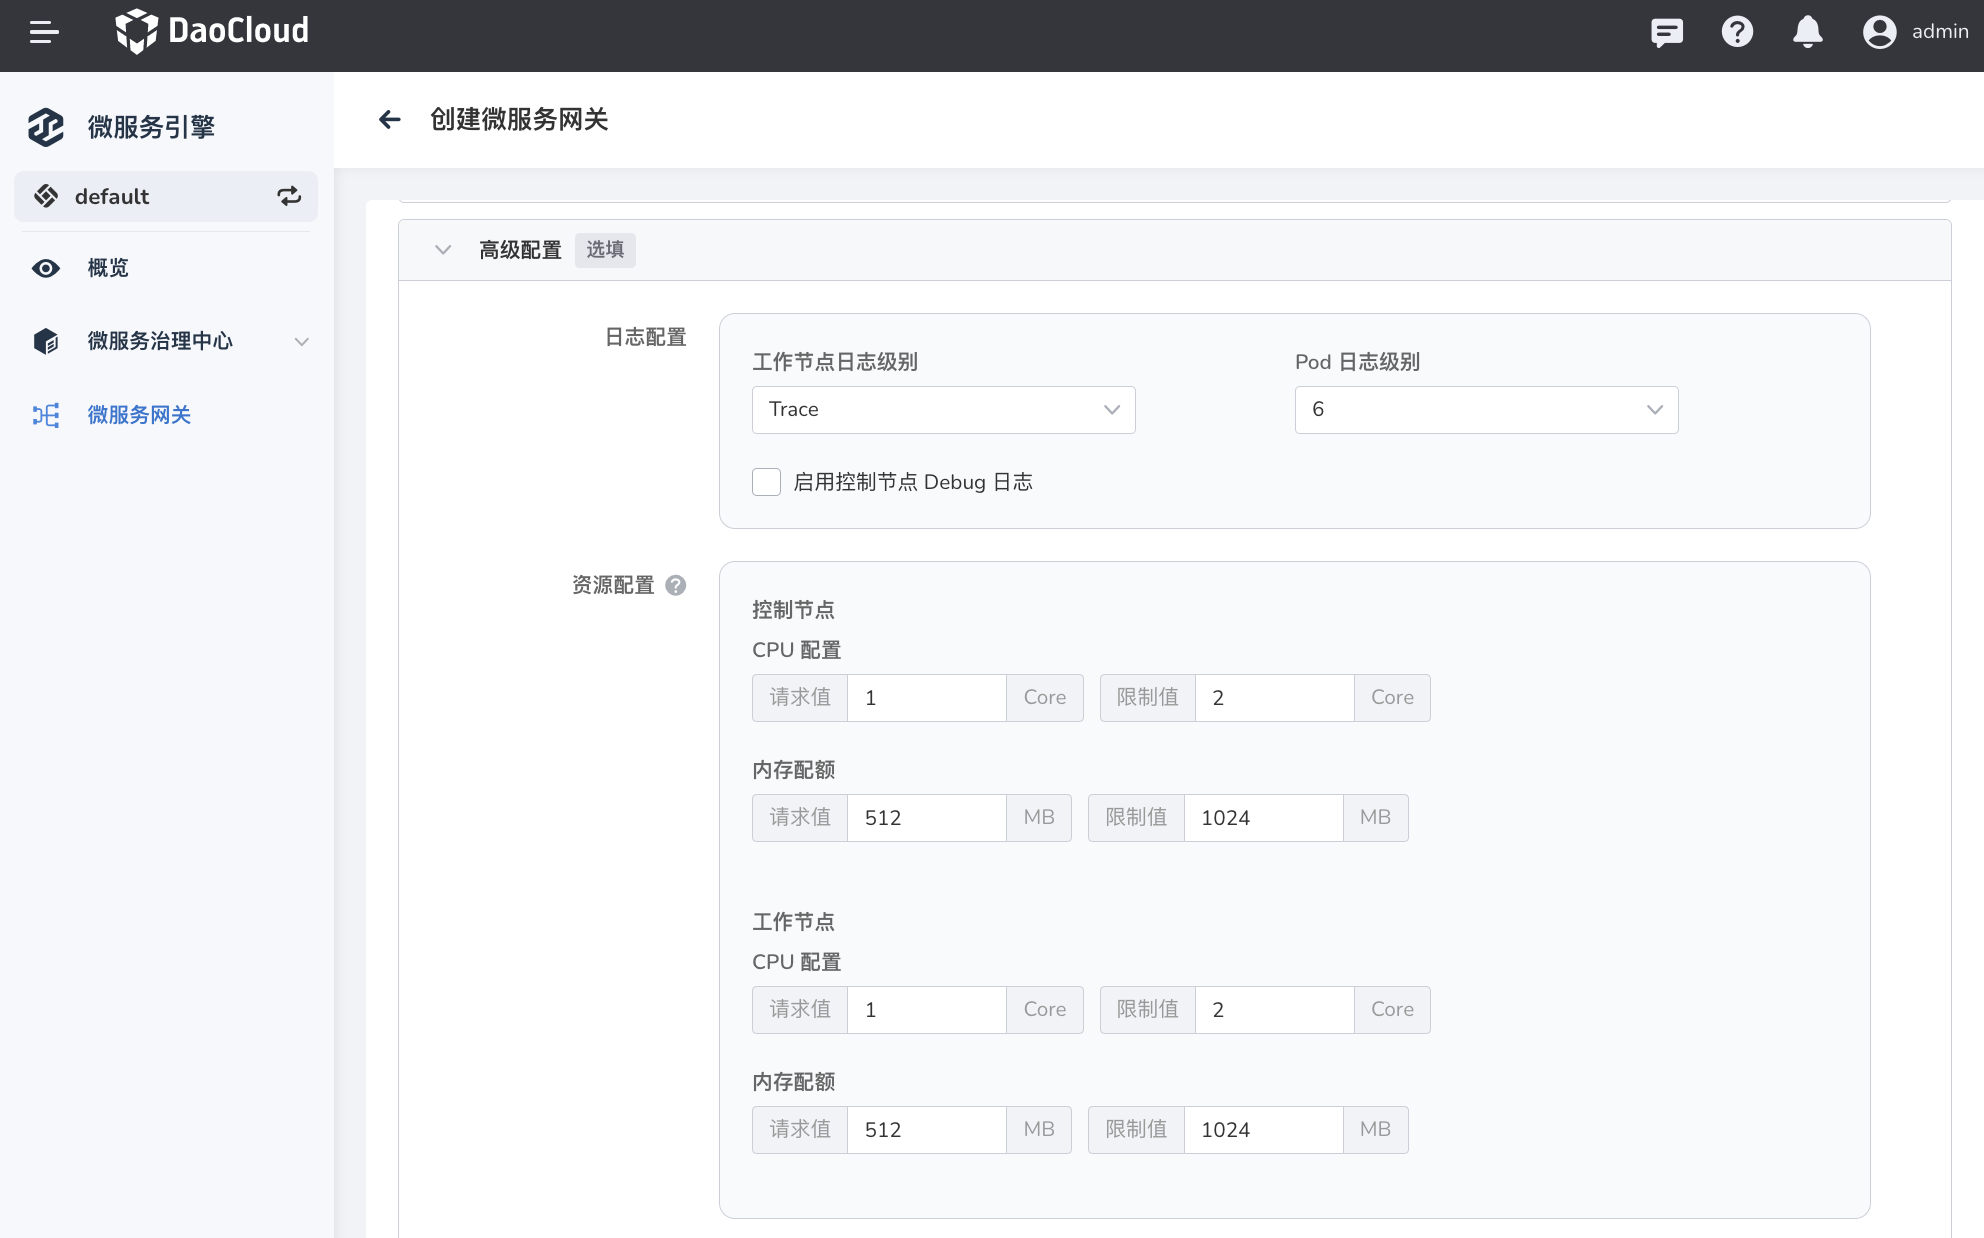 DaoCloud
admin
微服务引擎
default
概览
微服务治理中心
微服务网关
创建微服务网关
高级配置 选填
日志配置
工作节点日志级别 Pod 日志级别
Trace 6
启用控制节点 Debug 日志
资源配置
控制节点
CPU 配置
请求值 1 Core 限制值 2 Core
内存配额
请求值 512 MB 限制值 1024 MB
工作节点
CPU 配置
请求值 1 Core 限制值 2 Core
内存配额
请求值 512 MB 限制值 1024 MB